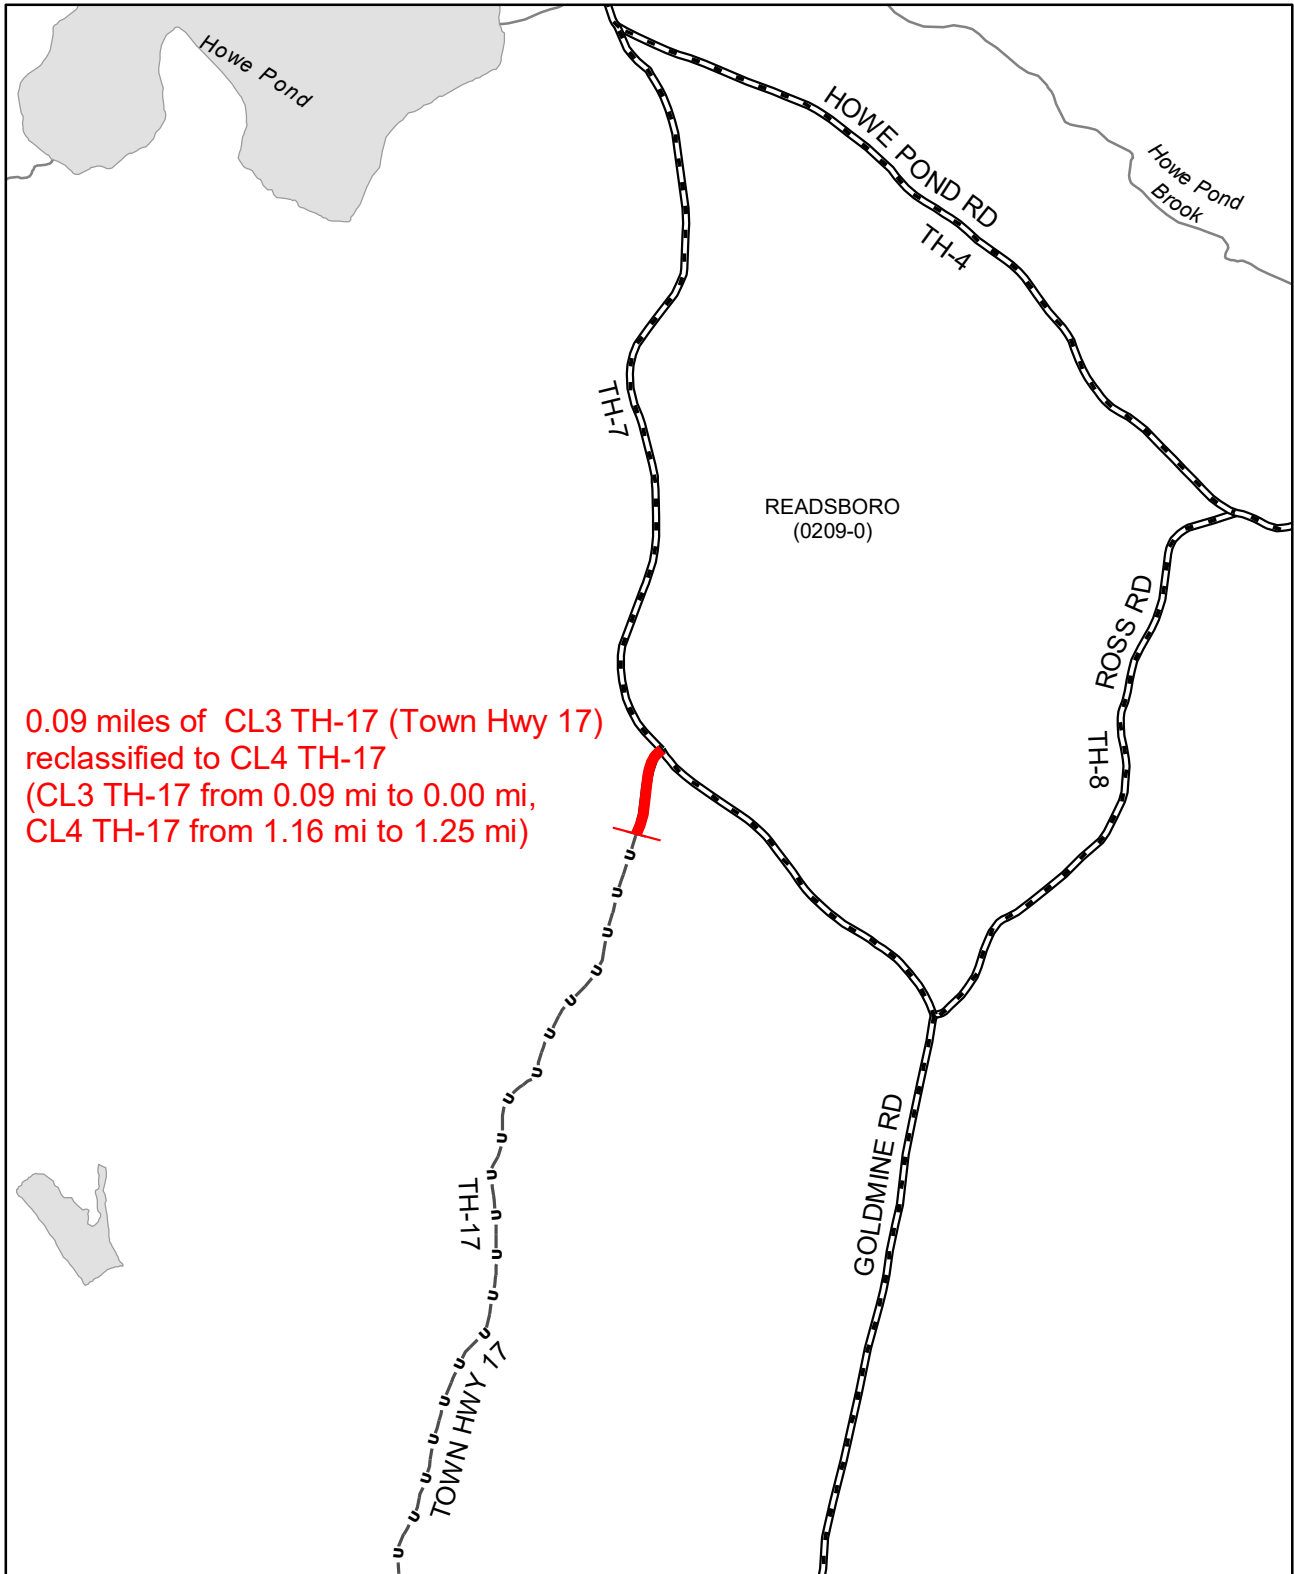 Howe Pond
HOWE POND RD
TH-4
Howe Pond
Brook
TH-7
READSBORO
(0209-0)
ROSS RD
TH-8
0.09 miles of  CL3 TH-17 (Town Hwy 17)
reclassified to CL4 TH-17
(CL3 TH-17 from 0.09 mi to 0.00 mi,
CL4 TH-17 from 1.16 mi to 1.25 mi)
GOLDMINE RD
TH-17
TOWN HWY 17